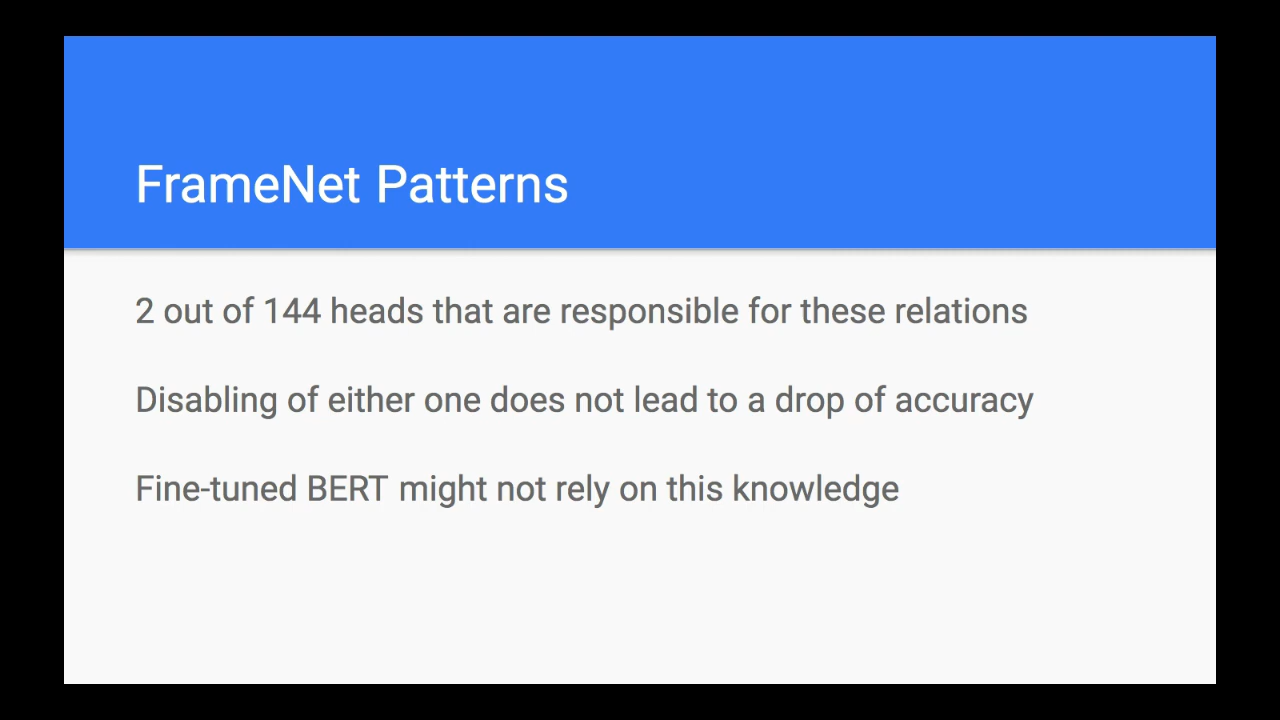 FrameNet Patterns
2 out of 144 heads that are responsible for these relations
Disabling of either one does not lead to a drop of accuracy
Fine-tuned BERT might not rely on this knowledge